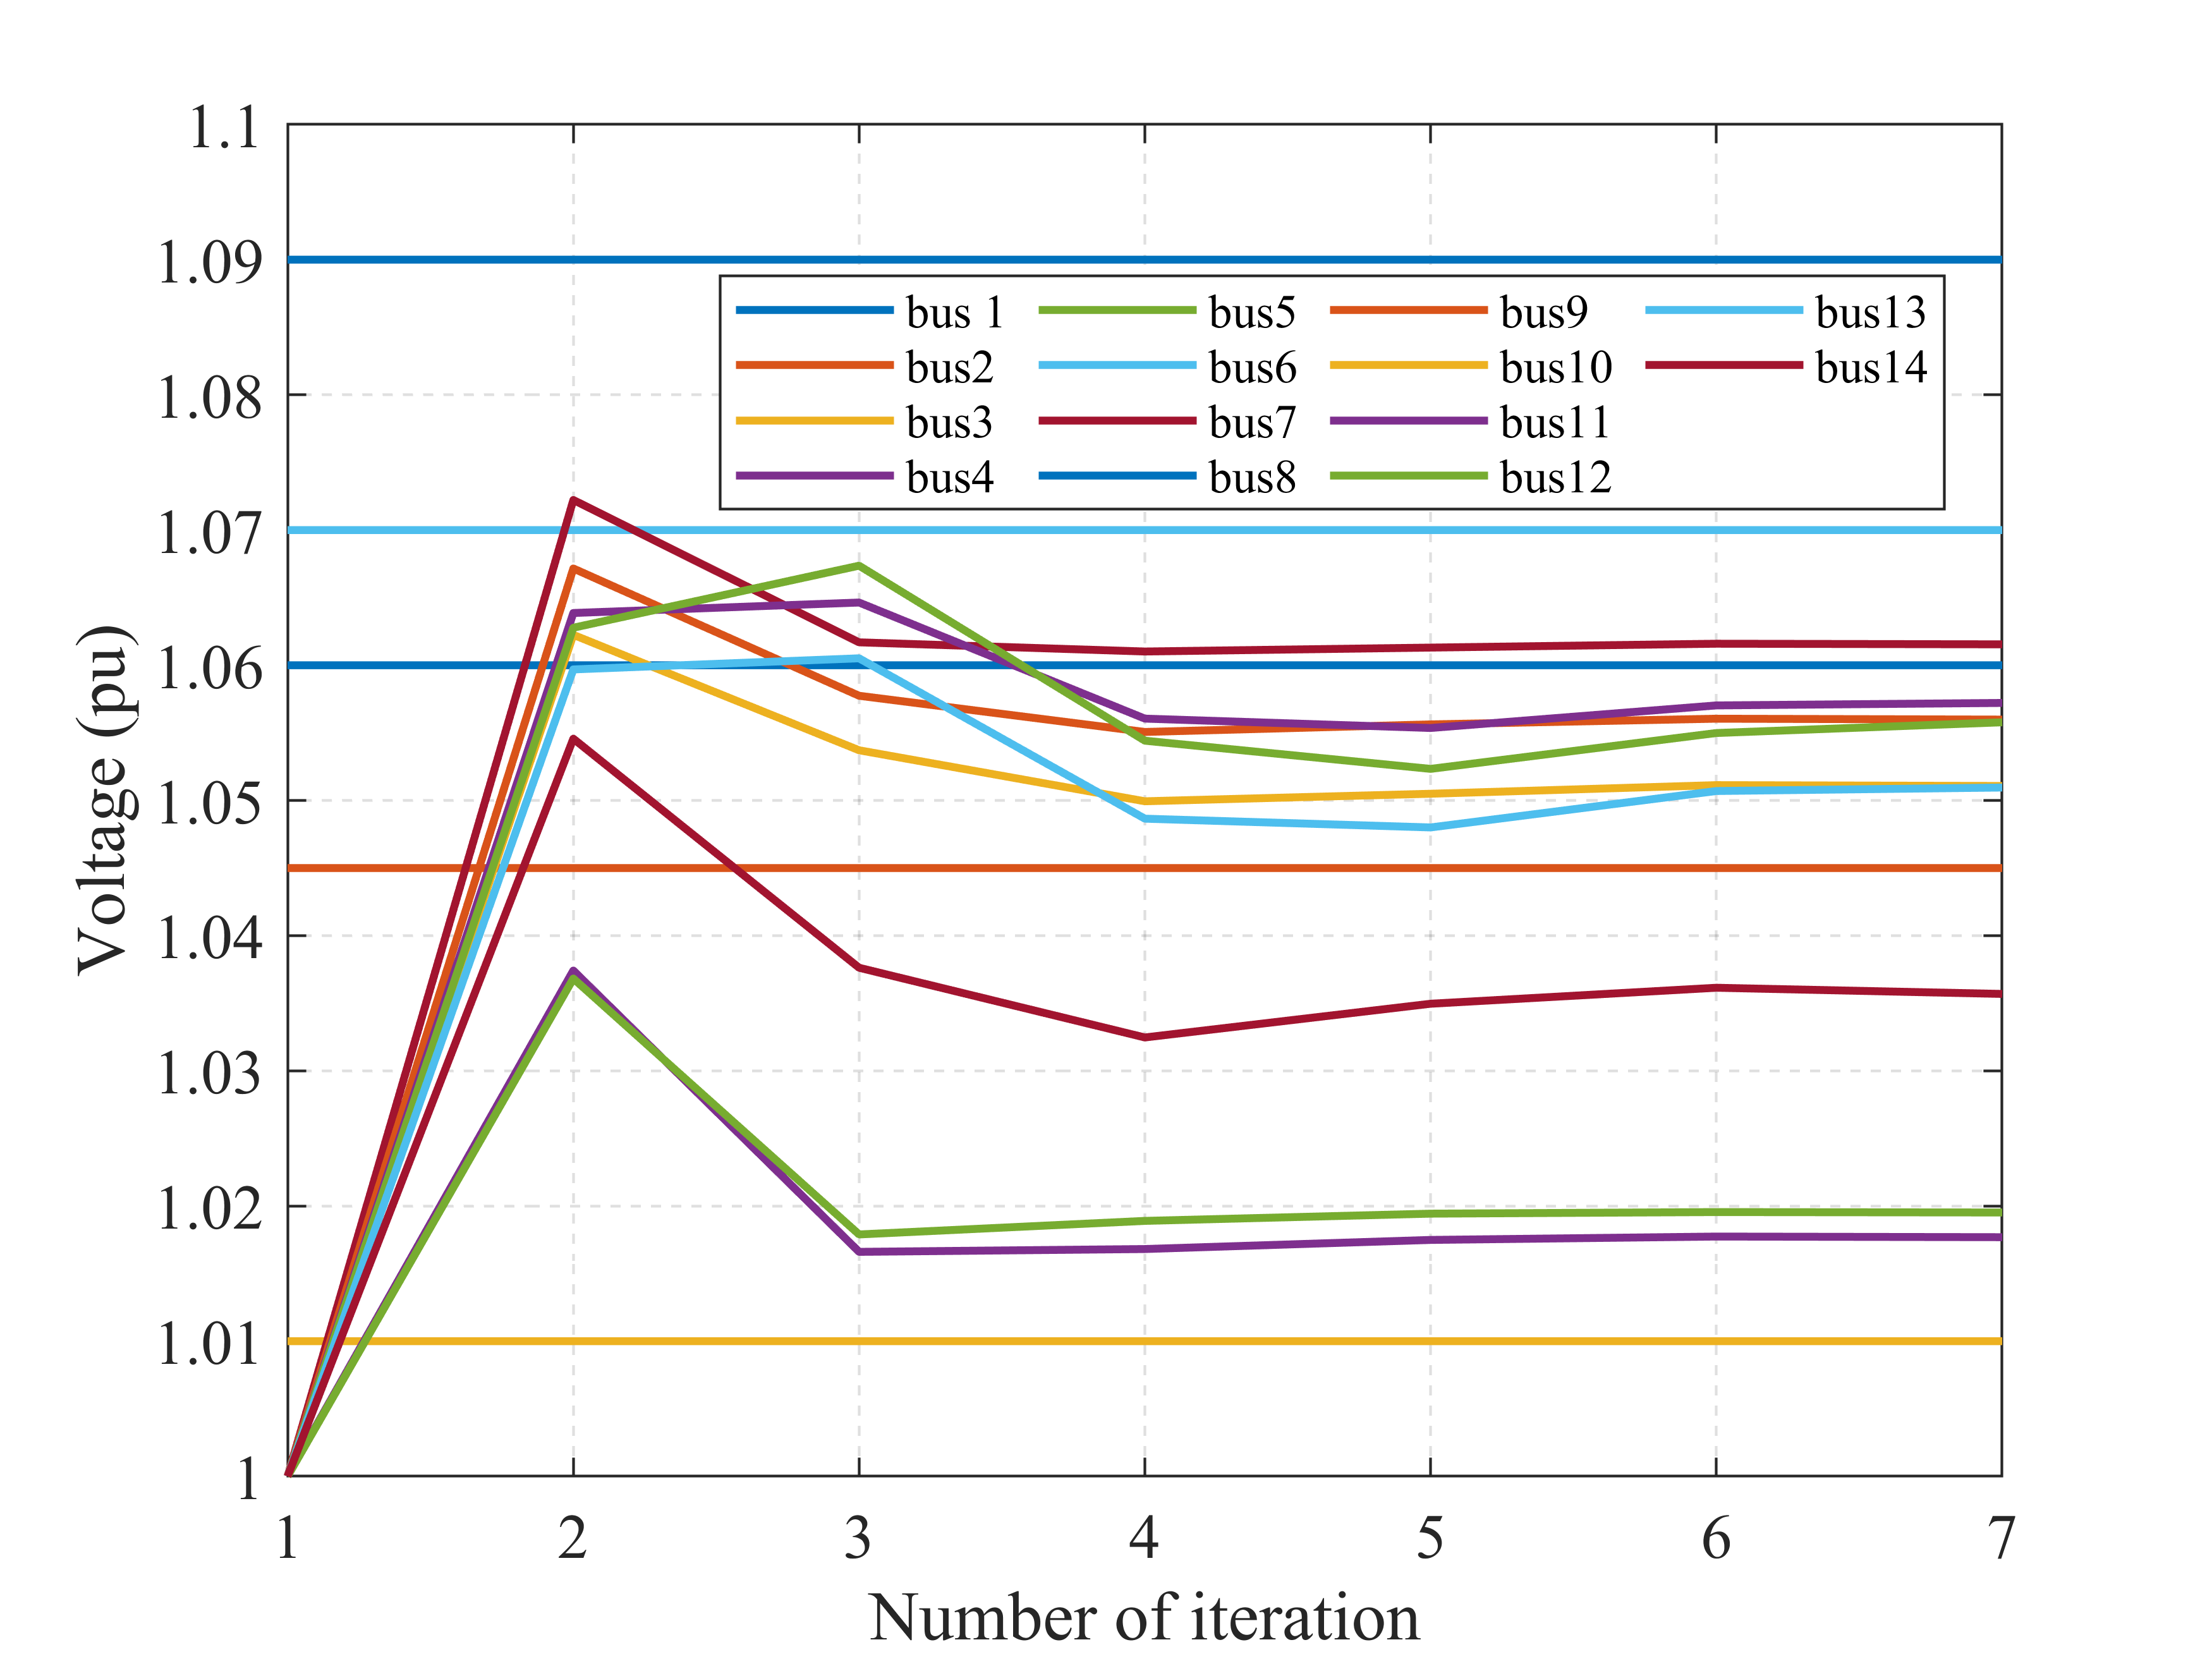 1.1
1.09
1.08
1.07
1.06
1.05
1.04
1.03
1.02
1.01
1
Voltage (pu)
bus 1 bus5 bus9 bus13
bus2 bus6 bus10 bus14
bus3 bus7 bus11
bus4 bus8 bus12
1 2 3 4 5 6 7
Number of iteration